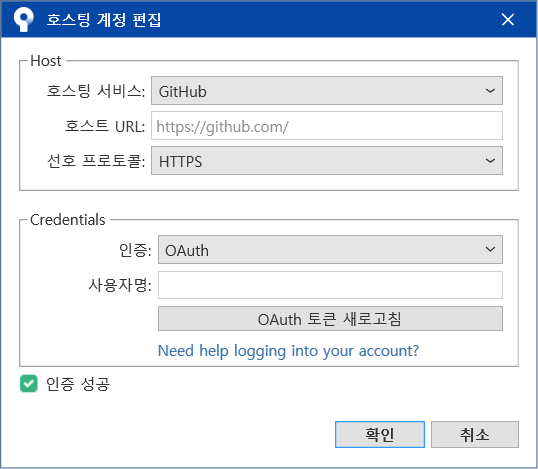 호스팅 계정 편집
Host
호스팅 서비스: GitHub
호스트 URL: https://github.com/
선호 프로토콜: HTTPS
Credentials
인증: OAuth
사용자명:
OAuth 토큰 새로고침
Need help logging into your account?
인증 성공
확인 취소